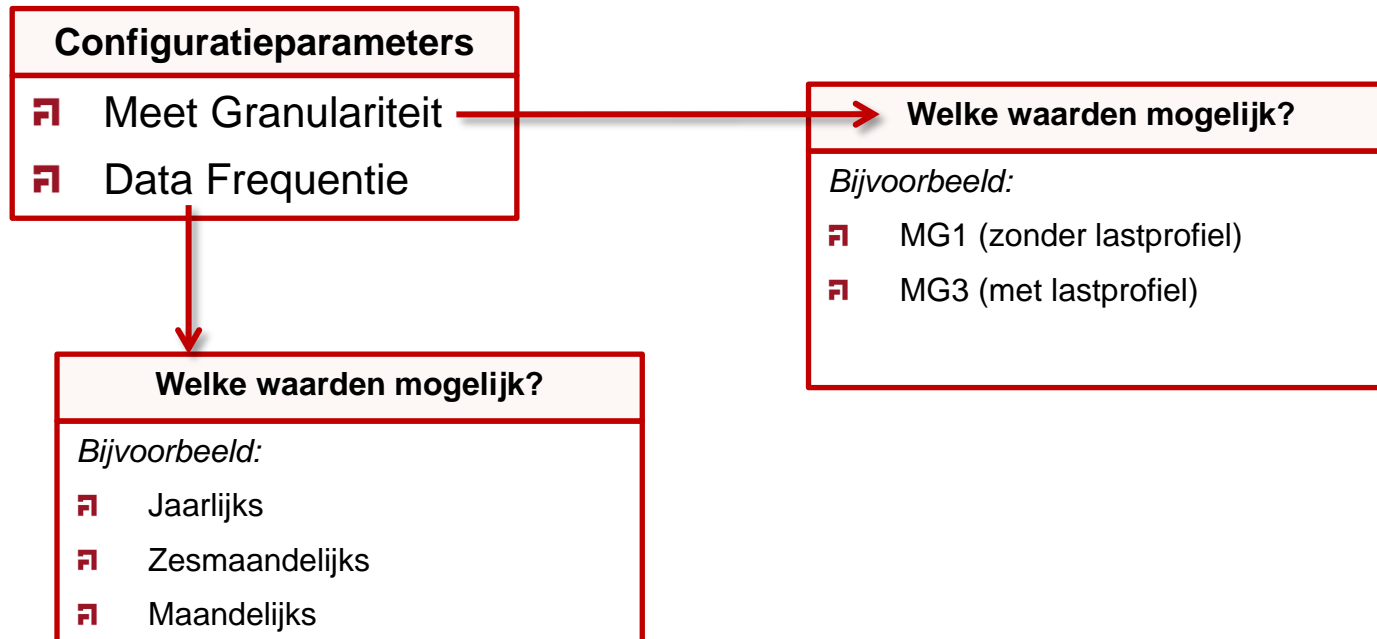 Configuratieparameters
Meet Granulariteit
Data Frequentie
Welke waarden mogelijk?
Bijvoorbeeld:
MG1 (zonder lastprofiel)
MG3 (met lastprofiel)
Welke waarden mogelijk?
Bijvoorbeeld:
Jaarlijks
Zesmaandelijks
Maandelijks